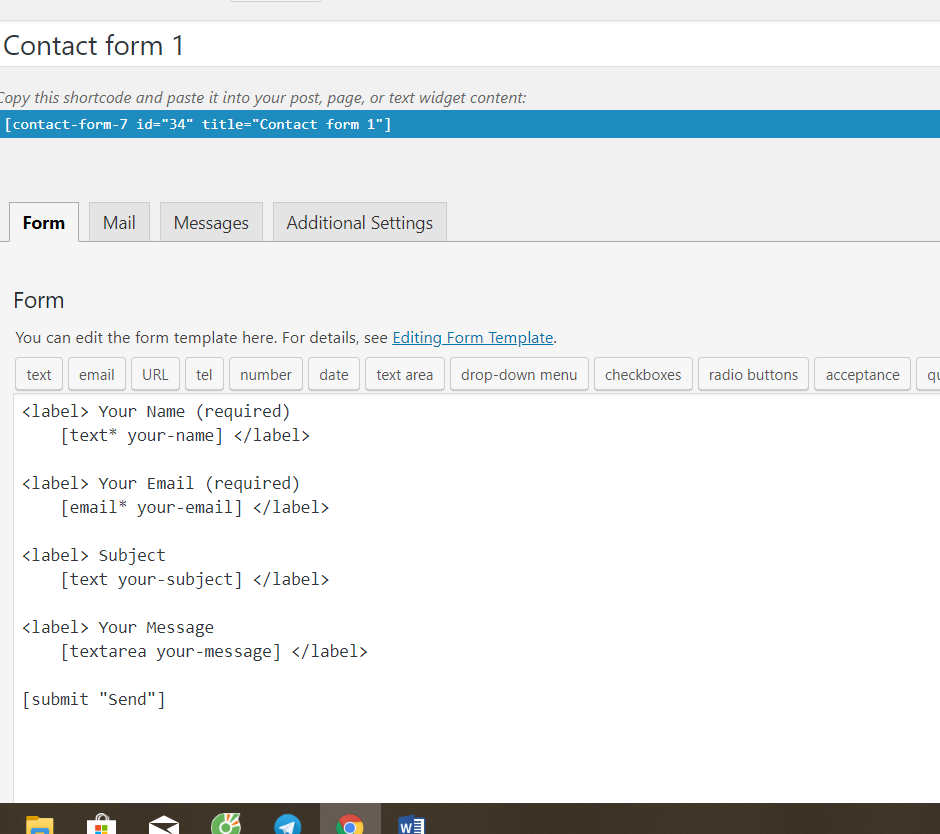 Contact form 1
Copy this shortcode and paste it into your post, page, or text widget content:
[contact-form-7 id="34" title="Contact form 1"]
Form Mail Messages Additional Settings
Form
You can edit the form template here. For details, see Editing Form Template.
text email URL tel number date text area drop-down menu checkboxes radio buttons acceptance qu
<label> Your Name (required)
    [text* your-name] </label>
<label> Your Email (required)
    [email* your-email] </label>
<label> Subject
    [text your-subject] </label>
<label> Your Message
    [textarea your-message] </label>
[submit "Send"]